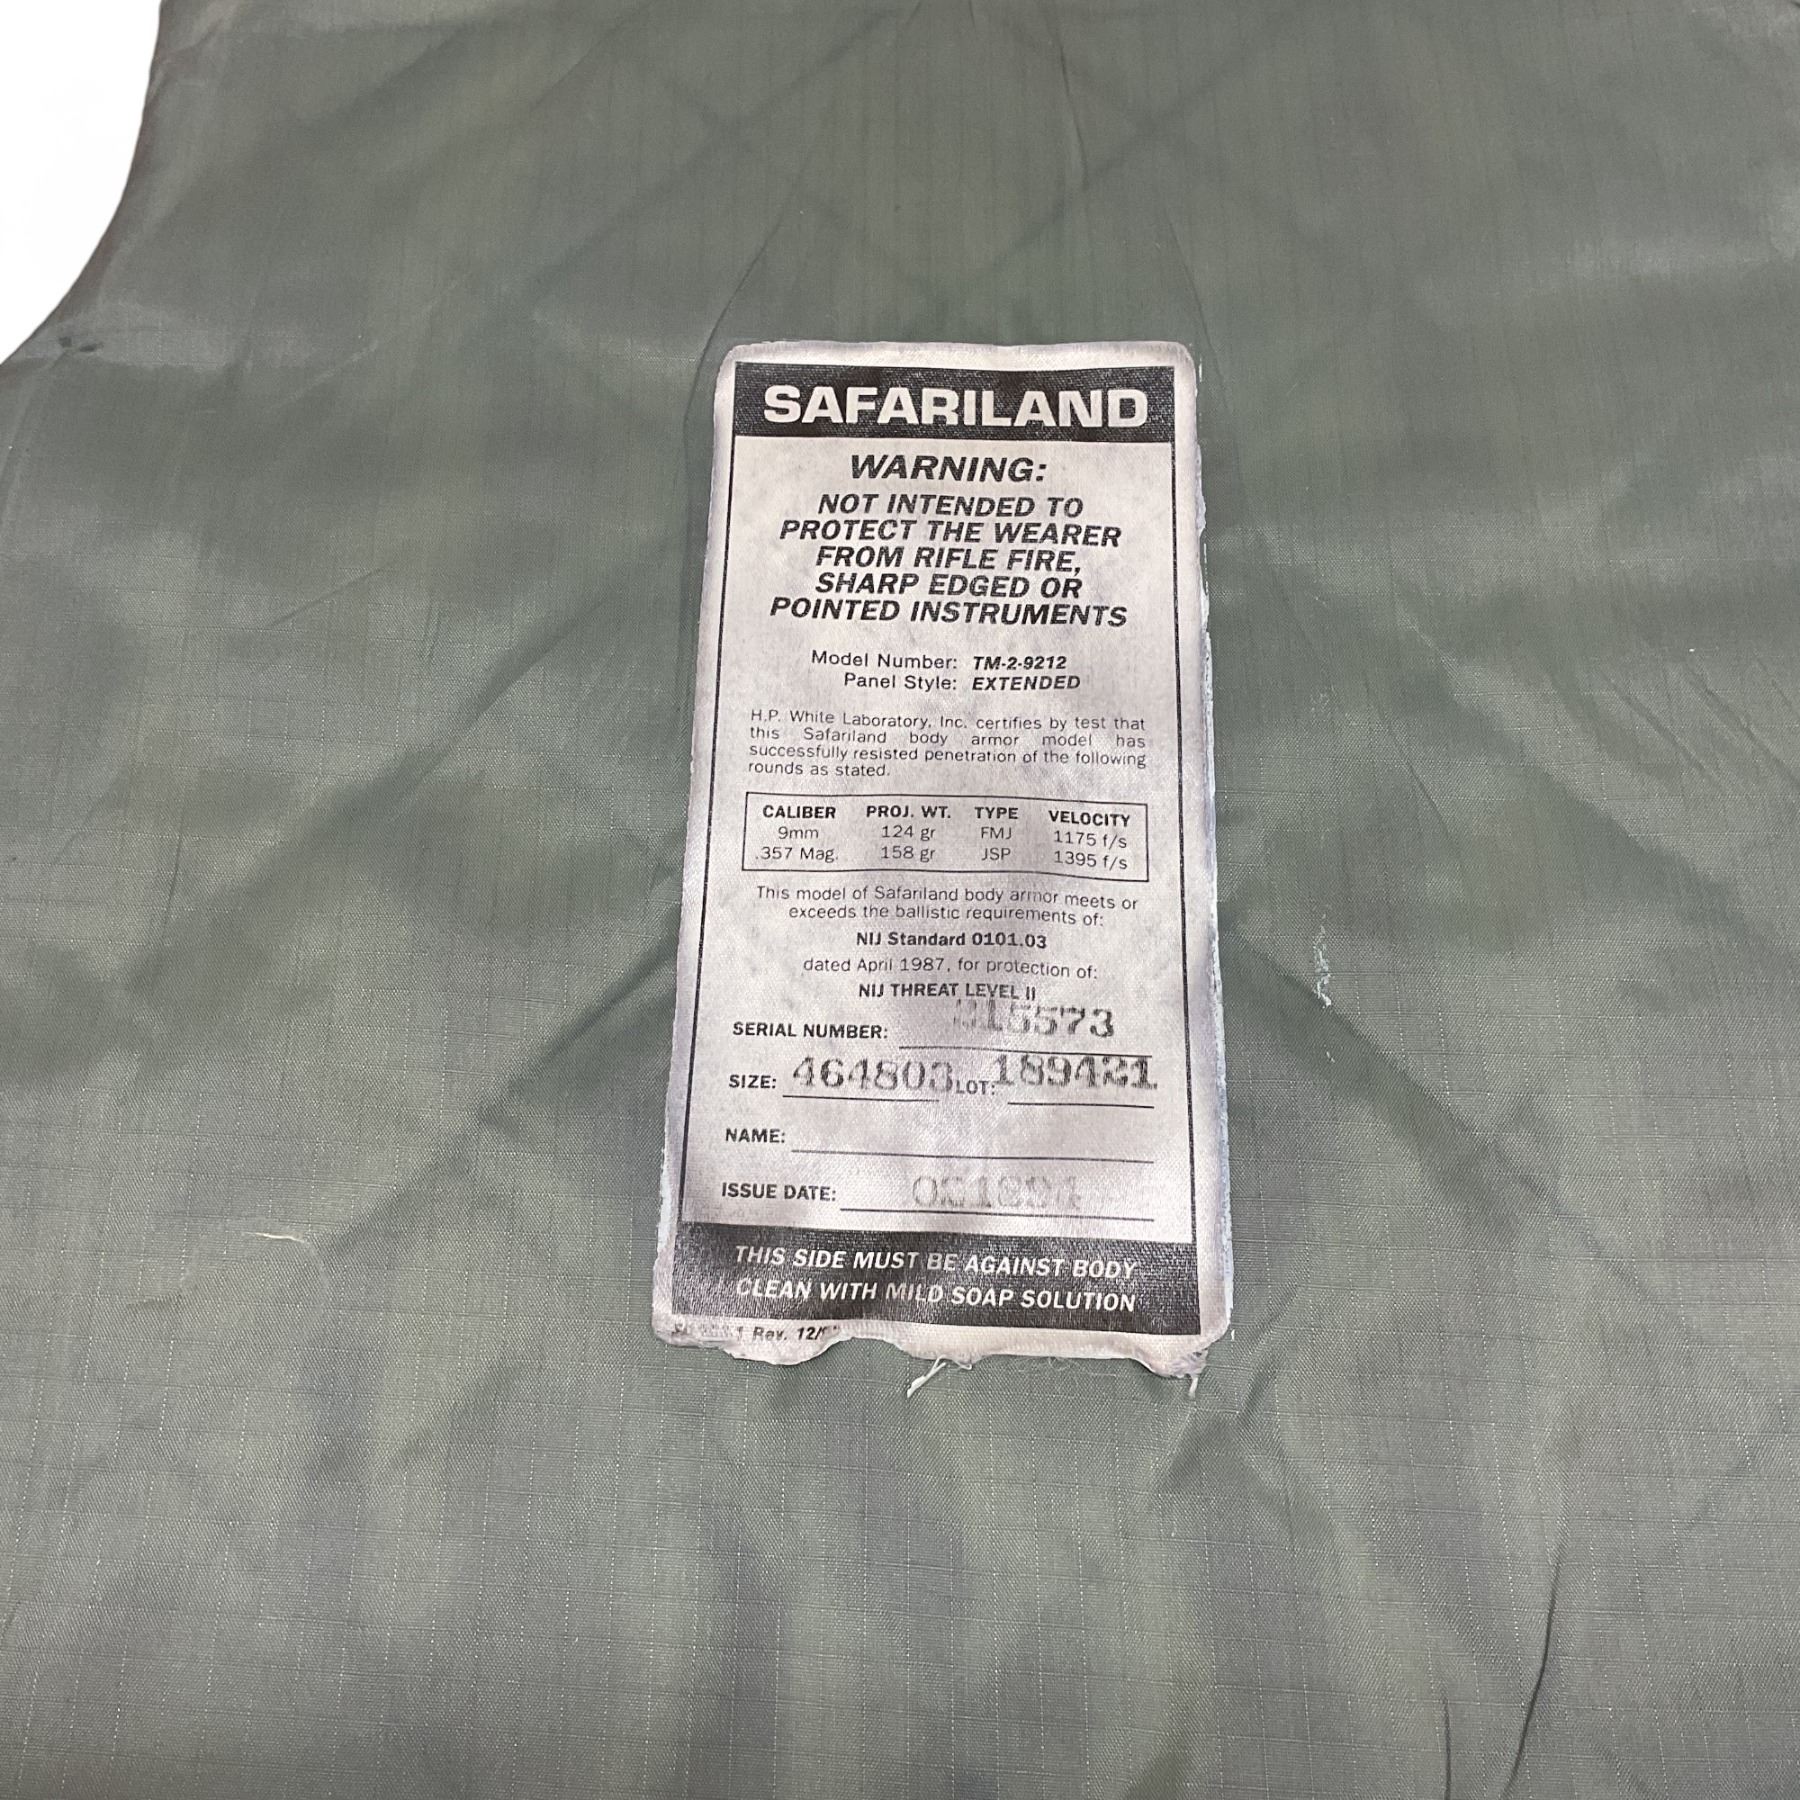 SAFARILAND
WARNING:
NOT INTENDED TO
PROTECT THE WEARER
FROM RIFLE FIRE,
SHARP EDGED OR
POINTED INSTRUMENTS
Model Number: TM-2-9212
Panel Style: EXTENDED
H.P. White Laboratory, Inc. certifies by test that
this Safariland body armor model has
successfully resisted penetration of the following
rounds as stated.
CALIBER PROJ. WT. TYPE VELOCITY
9mm 124 gr FMJ 1175 f/s
.357 Mag. 158 gr JSP 1395 f/s
This model of Safariland body armor meets or
exceeds the ballistic requirements of:
NIJ Standard 0101.03
dated April 1987, for protection of:
NIJ THREAT LEVEL II
SERIAL NUMBER:
SIZE: 464803 LOT: 189421
NAME:
ISSUE DATE:
THIS SIDE MUST BE AGAINST BODY
CLEAN WITH MILD SOAP SOLUTION
Rev.